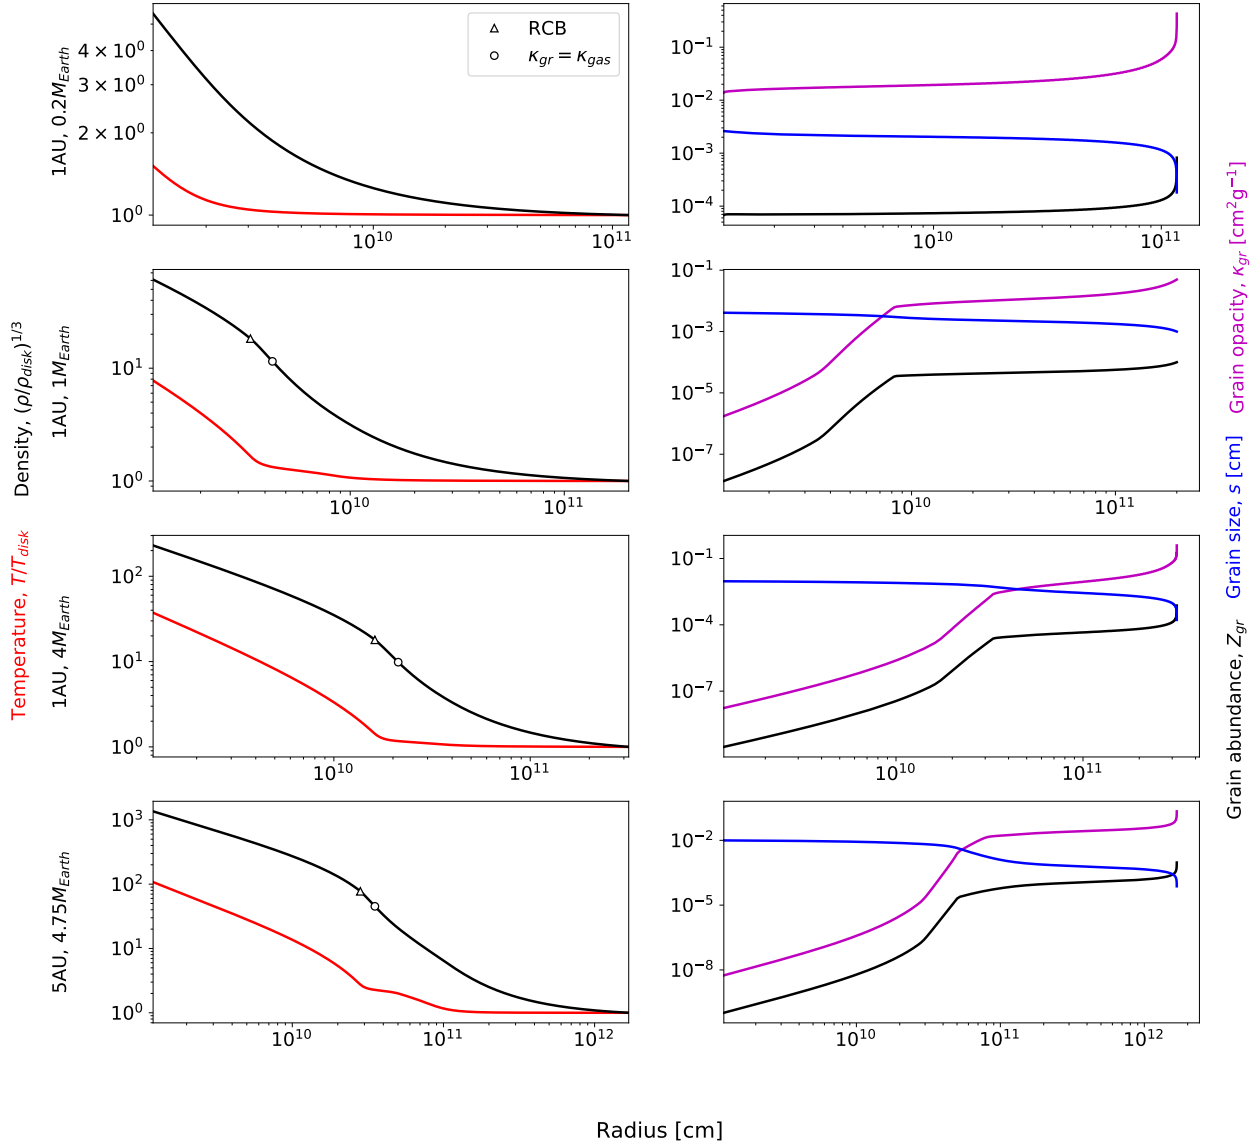 RCB
κ_gr = κ_gas
4 × 10^0
3 × 10^0
2 × 10^0
10^0
10^10
10^11
1AU, 0.2M_Earth
10^-1
10^-2
10^-3
10^-4
10^10
10^11
10^1
10^0
10^10
10^11
1AU, 1M_Earth
10^-1
10^-3
10^-5
10^-7
10^10
10^11
10^2
10^1
10^0
10^10
10^11
1AU, 4M_Earth
10^-1
10^-4
10^-7
10^10
10^11
10^3
10^2
10^1
10^0
10^10
10^11
10^12
5AU, 4.75M_Earth
10^-2
10^-5
10^-8
10^10
10^11
10^12
Temperature, T/T_disk
Density, (ρ/ρ_disk)^1/3
Grain abundance, Z_gr
Grain size, s [cm]
Grain opacity, κ_gr [cm^2g^-1]
Radius [cm]